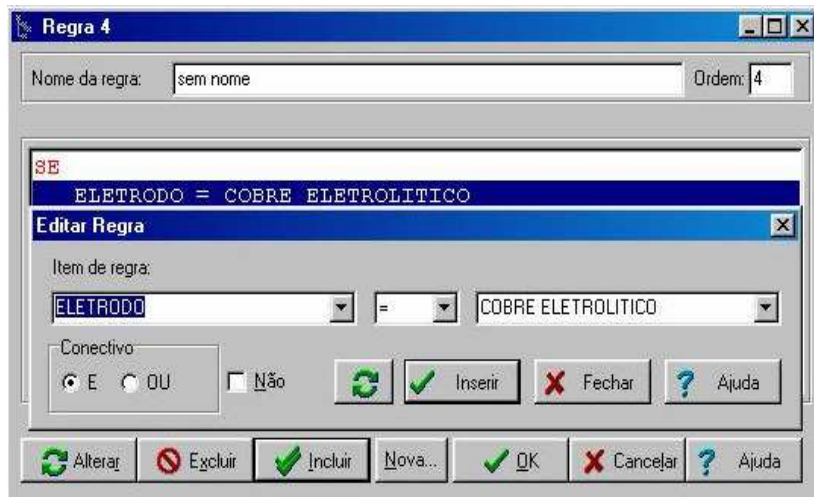 Regra 4
Nome da regra: sem nome Ordem: 4
SE
ELETRODO = COBRE ELETROLITICO
Editar Regra
Item de regra:
ELETRODO = COBRE ELETROLITICO
Conectivo
E OU Não Inserir Fechar Ajuda
Alterar Excluir Incluir Nova... OK Cancelar Ajuda